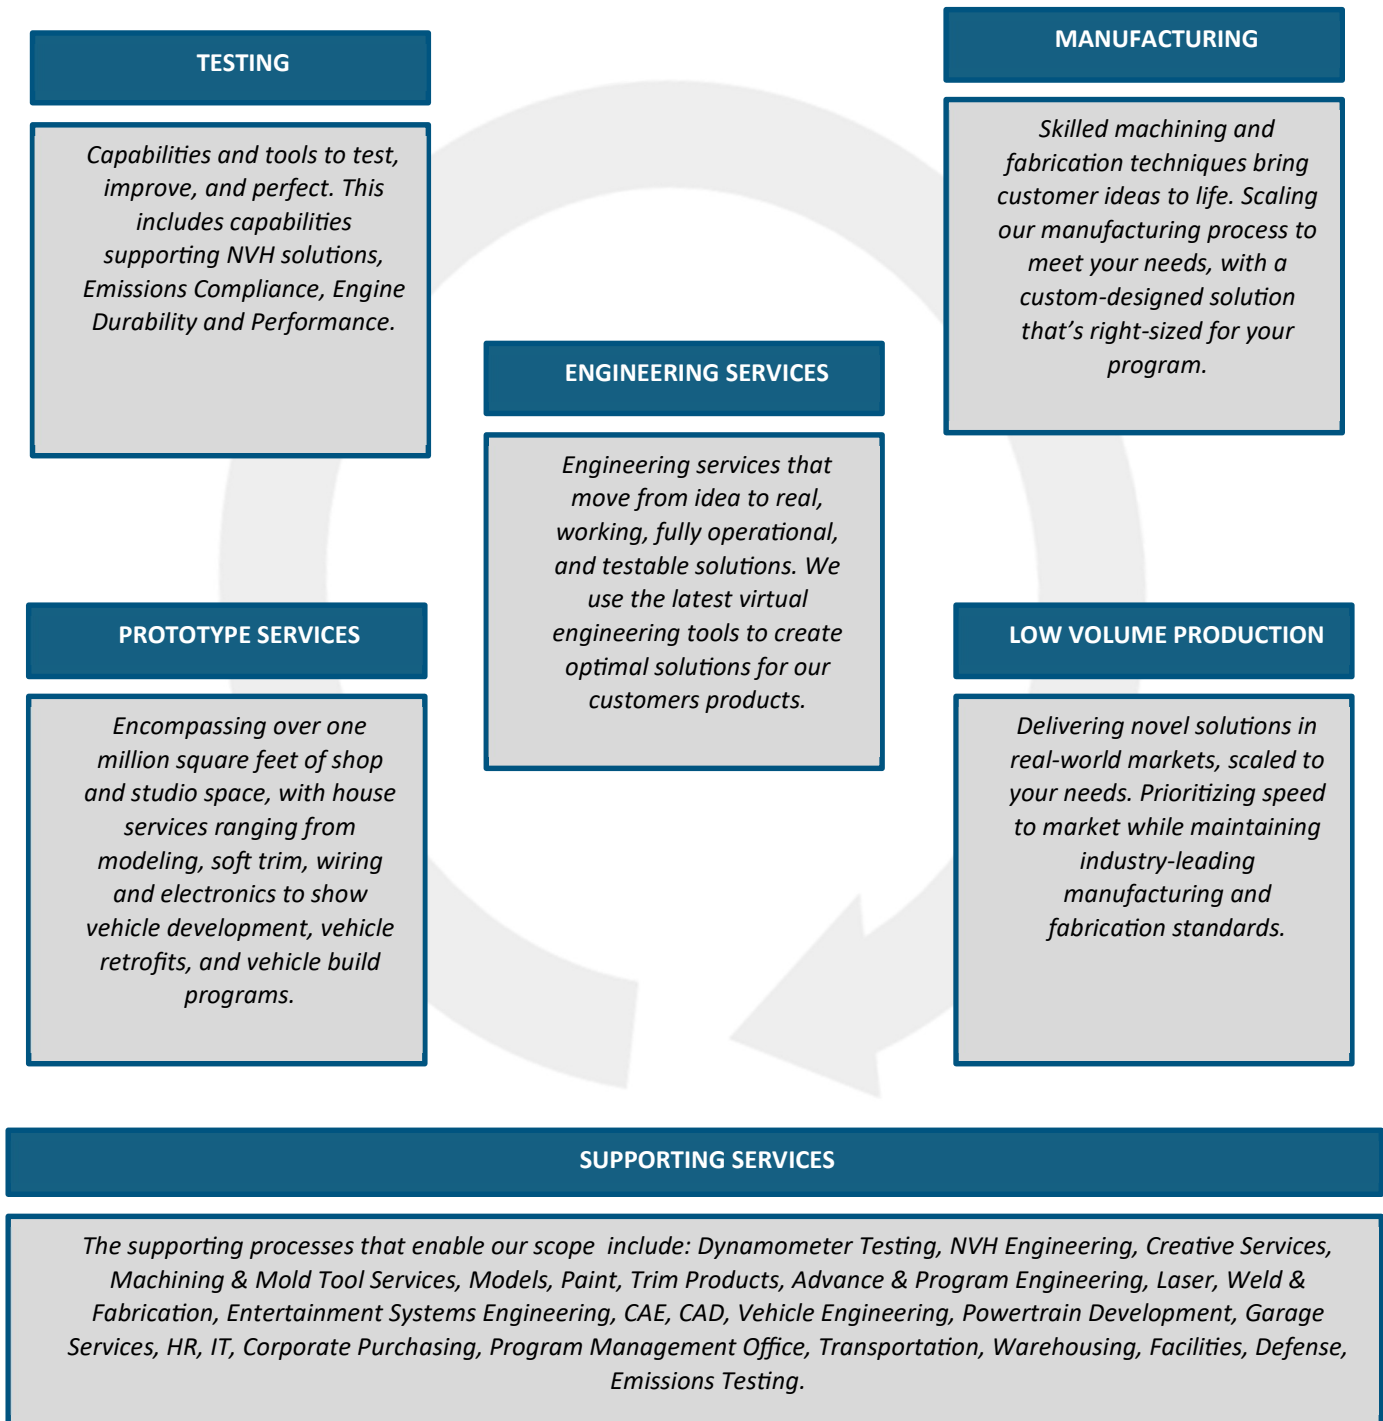 TESTING
Capabilities and tools to test,
improve, and perfect. This
includes capabilities
supporting NVH solutions,
Emissions Compliance, Engine
Durability and Performance.
MANUFACTURING
Skilled machining and
fabrication techniques bring
customer ideas to life. Scaling
our manufacturing process to
meet your needs, with a
custom-designed solution
that's right-sized for your
program.
ENGINEERING SERVICES
Engineering services that
move from idea to real,
working, fully operational,
and testable solutions. We
use the latest virtual
engineering tools to create
optimal solutions for our
customers products.
PROTOTYPE SERVICES
Encompassing over one
million square feet of shop
and studio space, with house
services ranging from
modeling, soft trim, wiring
and electronics to show
vehicle development, vehicle
retrofits, and vehicle build
programs.
LOW VOLUME PRODUCTION
Delivering novel solutions in
real-world markets, scaled to
your needs. Prioritizing speed
to market while maintaining
industry-leading
manufacturing and
fabrication standards.
SUPPORTING SERVICES
The supporting processes that enable our scope  include: Dynamometer Testing, NVH Engineering, Creative Services,
Machining & Mold Tool Services, Models, Paint, Trim Products, Advance & Program Engineering, Laser, Weld &
Fabrication, Entertainment Systems Engineering, CAE, CAD, Vehicle Engineering, Powertrain Development, Garage
Services, HR, IT, Corporate Purchasing, Program Management Office, Transportation, Warehousing, Facilities, Defense,
Emissions Testing.